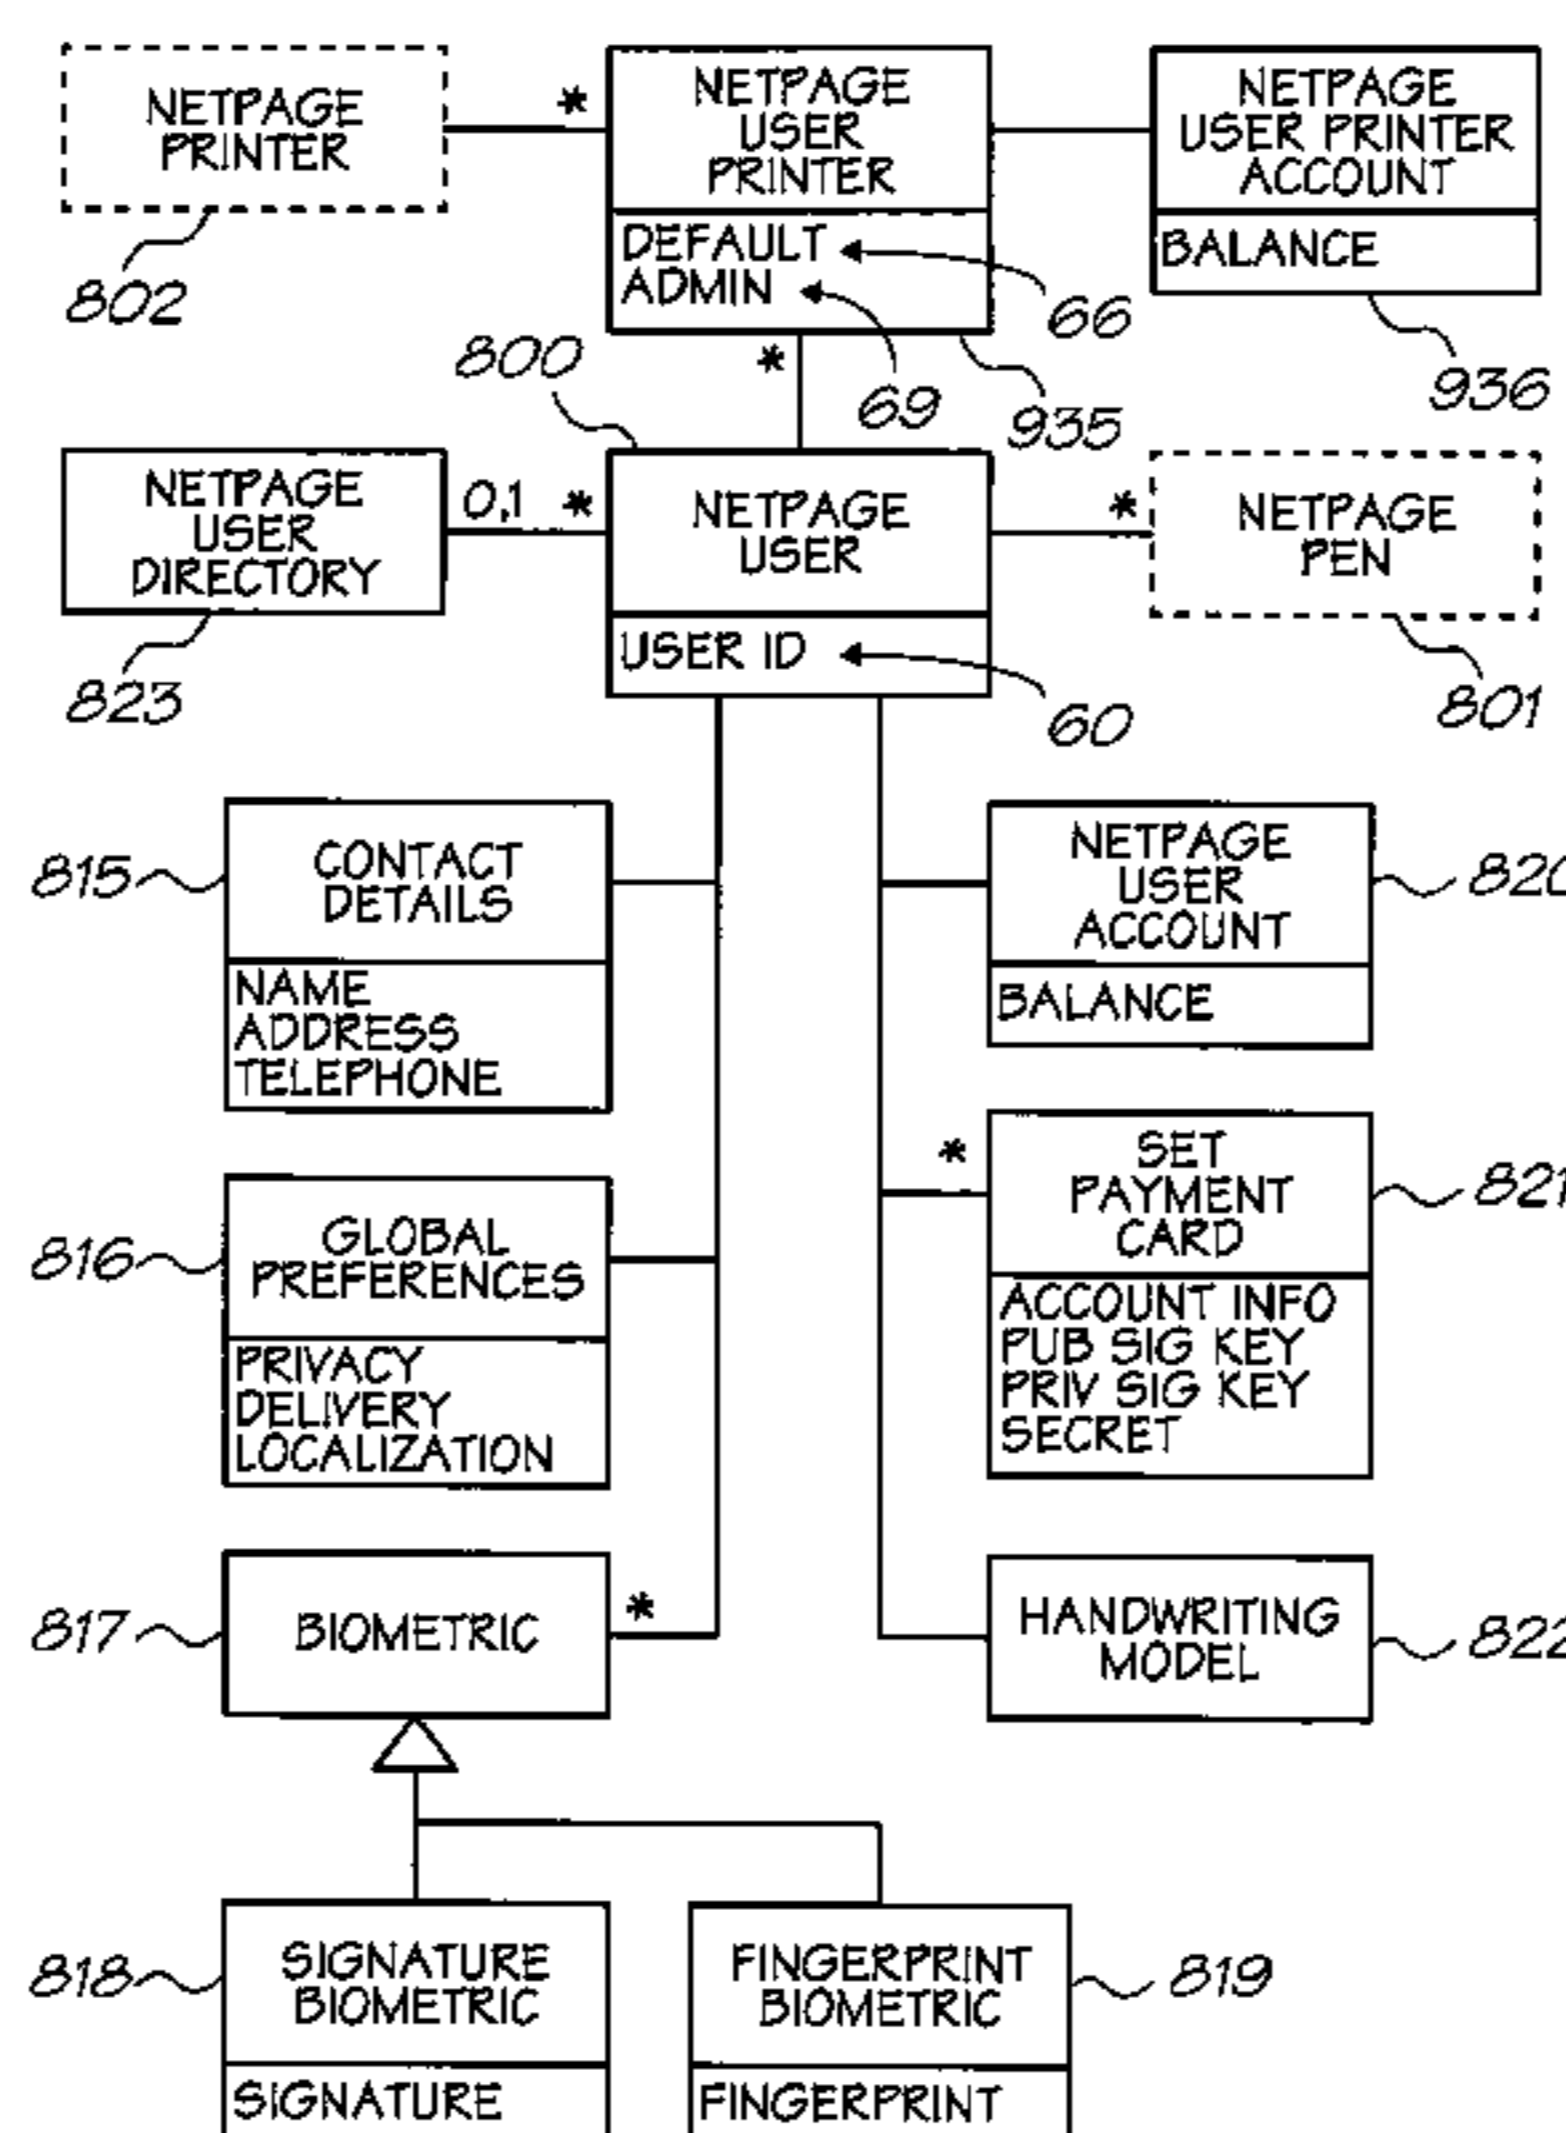 NETPAGE
PRINTER
802
*
NETPAGE
USER
PRINTER
DEFAULT
ADMIN
66
69
935
NETPAGE
USER PRINTER
ACCOUNT
BALANCE
936
*
800
NETPAGE
USER
DIRECTORY
823
0,1 *
NETPAGE
USER
USER ID
60
*
NETPAGE
PEN
801
815
CONTACT
DETAILS
NAME
ADDRESS
TELEPHONE
NETPAGE
USER
ACCOUNT
BALANCE
820
816
GLOBAL
PREFERENCES
PRIVACY
DELIVERY
LOCALIZATION
*
SET
PAYMENT
CARD
ACCOUNT INFO
PUB SIG KEY
PRIV SIG KEY
SECRET
821
817
BIOMETRIC
*
HANDWRITING
MODEL
822
818
SIGNATURE
BIOMETRIC
SIGNATURE
FINGERPRINT
BIOMETRIC
FINGERPRINT
819